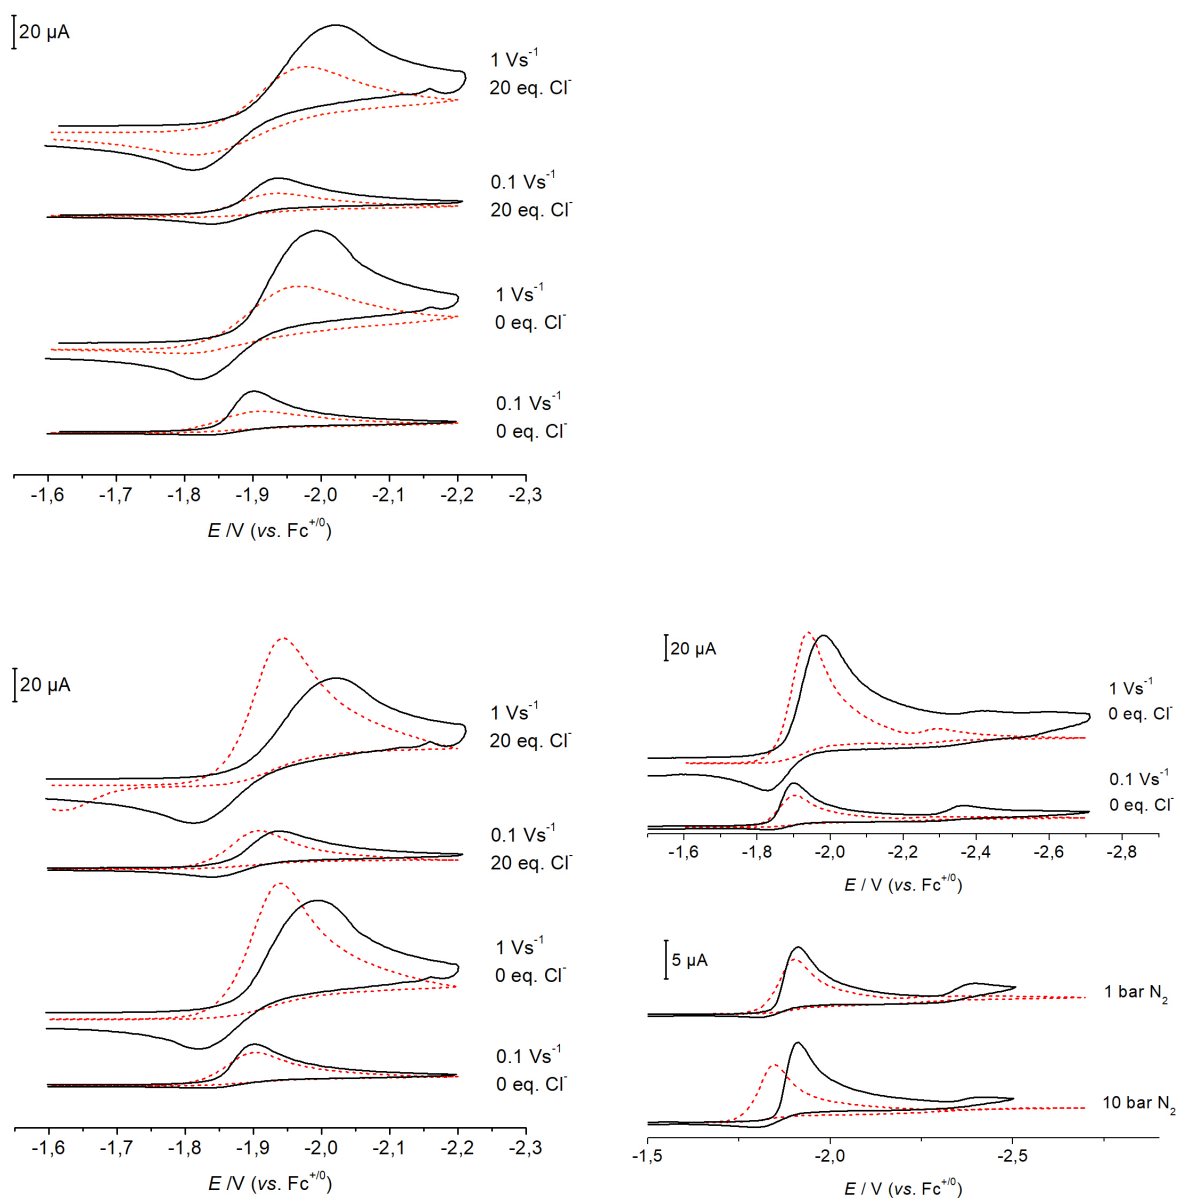 20 µA
1 Vs⁻¹
20 eq. Cl⁻
0.1 Vs⁻¹
20 eq. Cl⁻
1 Vs⁻¹
0 eq. Cl⁻
0.1 Vs⁻¹
0 eq. Cl⁻
-1,6 -1,7 -1,8 -1,9 -2,0 -2,1 -2,2 -2,3
E /V (vs. Fc⁺/⁰)
20 µA
1 Vs⁻¹
20 eq. Cl⁻
0.1 Vs⁻¹
20 eq. Cl⁻
1 Vs⁻¹
0 eq. Cl⁻
0.1 Vs⁻¹
0 eq. Cl⁻
-1,6 -1,7 -1,8 -1,9 -2,0 -2,1 -2,2 -2,3
E /V (vs. Fc⁺/⁰)
20 µA
1 Vs⁻¹
0 eq. Cl⁻
0.1 Vs⁻¹
0 eq. Cl⁻
-1,6 -1,8 -2,0 -2,2 -2,4 -2,6 -2,8
E / V (vs. Fc⁺/⁰)
5 µA
1 bar N₂
10 bar N₂
-1,5 -2,0 -2,5
E / V (vs. Fc⁺/⁰)